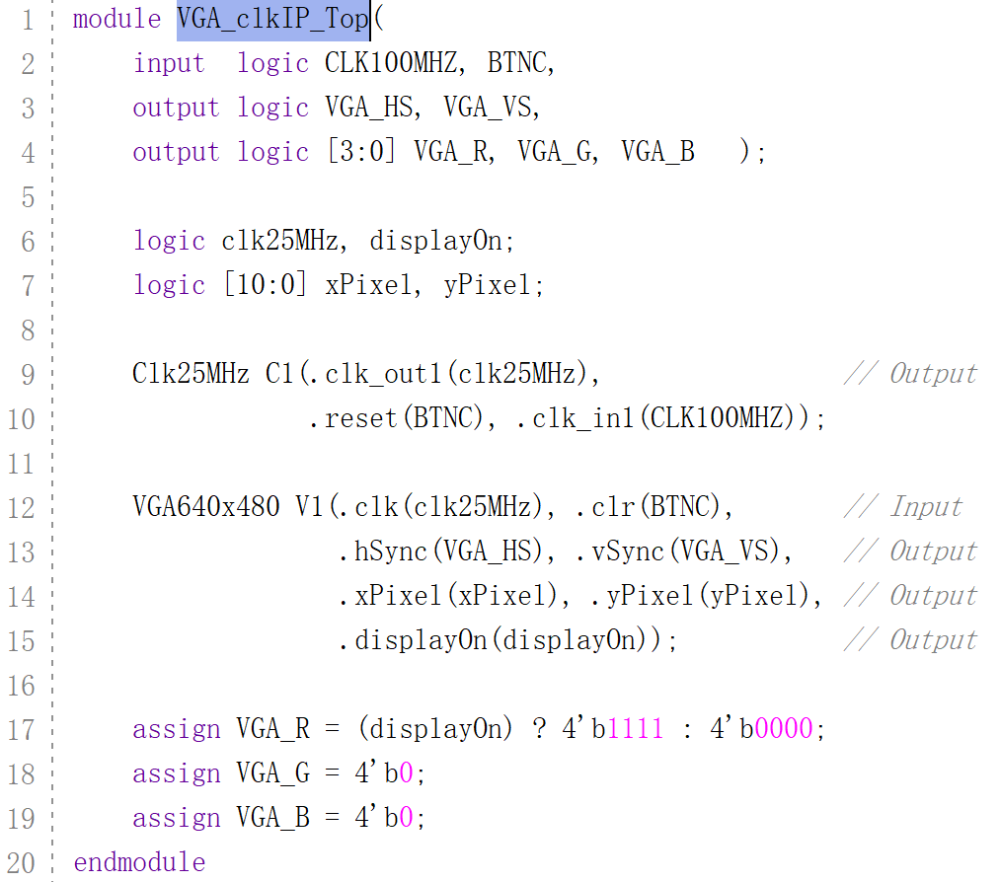 1 module VGA_clkIP_Top(
2     input  logic CLK100MHZ, BTNC,
3     output logic VGA_HS, VGA_VS,
4     output logic [3:0] VGA_R, VGA_G, VGA_B   );
5
6     logic clk25MHz, displayOn;
7     logic [10:0] xPixel, yPixel;
8
9     Clk25MHz C1(.clk_out1(clk25MHz),                // Output
10                .reset(BTNC), .clk_in1(CLK100MHZ));
11
12    VGA640x480 V1(.clk(clk25MHz), .clr(BTNC),       // Input
13                  .hSync(VGA_HS), .vSync(VGA_VS),   // Output
14                  .xPixel(xPixel), .yPixel(yPixel), // Output
15                  .displayOn(displayOn));           // Output
16
17    assign VGA_R = (displayOn) ? 4'b1111 : 4'b0000;
18    assign VGA_G = 4'b0;
19    assign VGA_B = 4'b0;
20 endmodule